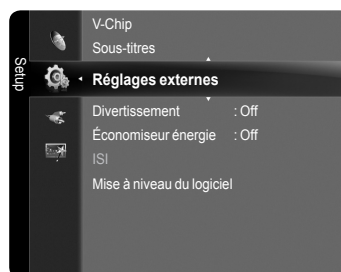 Setup
V-Chip
Sous-titres
Réglages externes
Divertissement : Off
Économiseur énergie : Off
ISI
Mise à niveau du logiciel